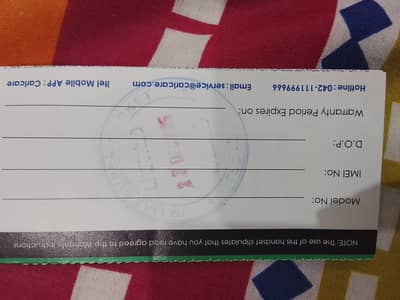 NOTE: The use of this handset stipulates that you have read agreed to the Warranty Instructions
Model No:
IMEI No:
D.O.P:
Warranty Period Expires on:
Hotline: 042-111999666 Email: service@carlcare.com itel Mobile APP: Carlcare